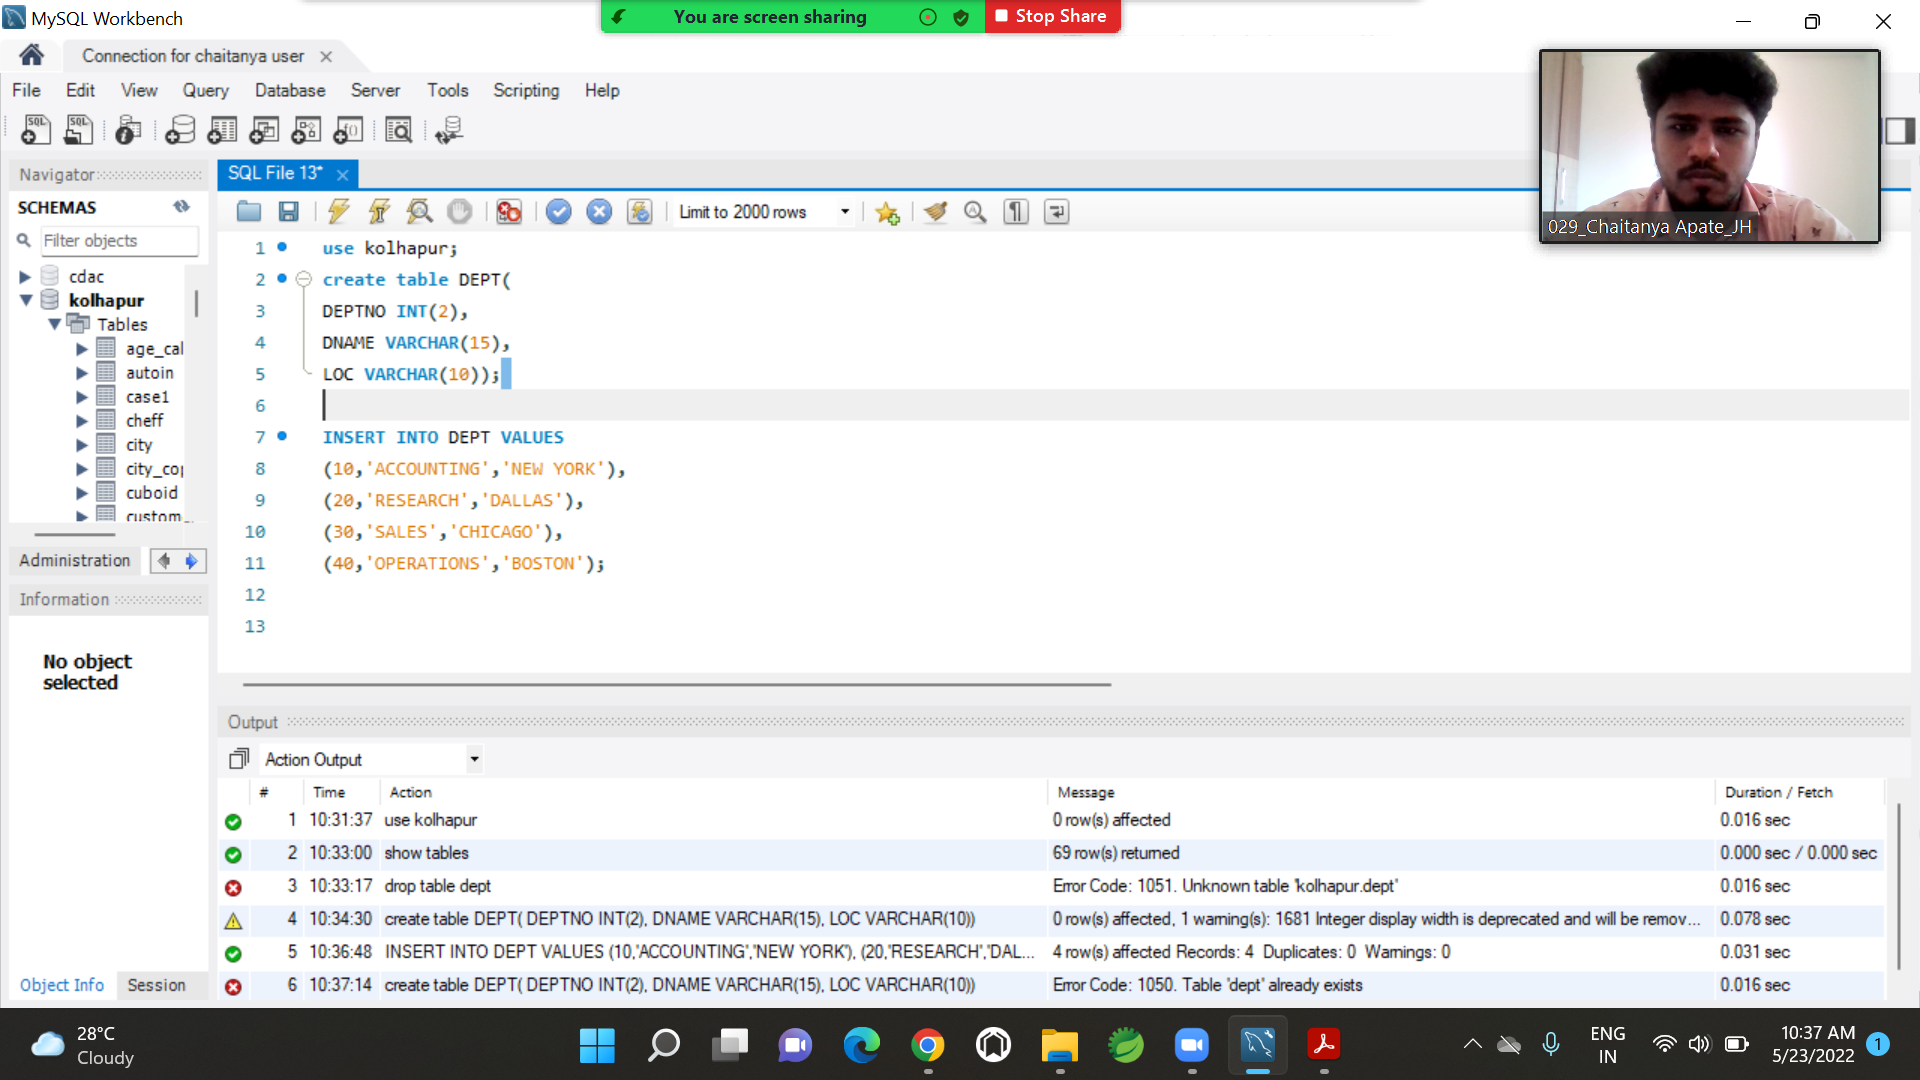 MySQL Workbench
You are screen sharing
Stop Share
Connection for chaitanya user
File Edit View Query Database Server Tools Scripting Help
Navigator
SQL File 13*
SCHEMAS
Limit to 2000 rows
Filter objects
029_Chaitanya Apate_JH
cdac
kolhapur
Tables
age_cal
autoin
case1
cheff
city
city_co
cuboid
custom
1 use kolhapur;
2 create table DEPT(
3 DEPTNO INT(2),
4 DNAME VARCHAR(15),
5 LOC VARCHAR(10));
6
7 INSERT INTO DEPT VALUES
8 (10,'ACCOUNTING','NEW YORK'),
9 (20,'RESEARCH','DALLAS'),
10 (30,'SALES','CHICAGO'),
11 (40,'OPERATIONS','BOSTON');
12
13
Administration
Information
No object
selected
Output
Action Output
# Time Action Message Duration / Fetch
1 10:31:37 use kolhapur 0 row(s) affected 0.016 sec
2 10:33:00 show tables 69 row(s) returned 0.000 sec / 0.000 sec
3 10:33:17 drop table dept Error Code: 1051. Unknown table 'kolhapur.dept' 0.016 sec
4 10:34:30 create table DEPT( DEPTNO INT(2), DNAME VARCHAR(15), LOC VARCHAR(10)) 0 row(s) affected, 1 warning(s): 1681 Integer display width is deprecated and will be remov... 0.078 sec
5 10:36:48 INSERT INTO DEPT VALUES (10,'ACCOUNTING','NEW YORK'), (20,'RESEARCH','DAL... 4 row(s) affected Records: 4 Duplicates: 0 Warnings: 0 0.031 sec
6 10:37:14 create table DEPT( DEPTNO INT(2), DNAME VARCHAR(15), LOC VARCHAR(10)) Error Code: 1050. Table 'dept' already exists 0.016 sec
Object Info Session
28°C
Cloudy
ENG
IN
10:37 AM
5/23/2022
1